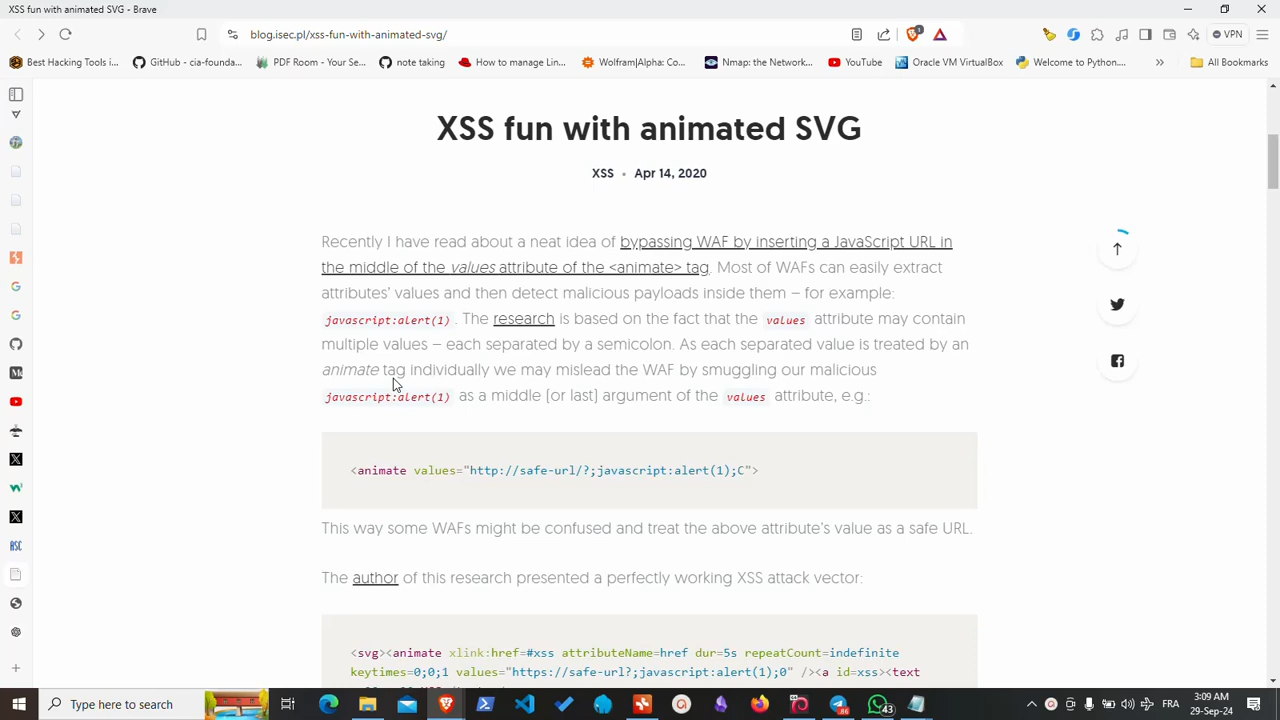 XSS fun with animated SVG - Brave
blog.isec.pl/xss-fun-with-animated-svg/
VPN
Best Hacking Tools i...
GitHub - cia-founda...
PDF Room - Your Se...
note taking
How to manage Lin...
Wolfram|Alpha: Co...
Nmap: the Network...
YouTube
Oracle VM VirtualBox
Welcome to Python....
All Bookmarks
XSS fun with animated SVG
XSS • Apr 14, 2020
Recently I have read about a neat idea of bypassing WAF by inserting a JavaScript URL in
the middle of the values attribute of the <animate> tag. Most of WAFs can easily extract
attributes' values and then detect malicious payloads inside them – for example:
javascript:alert(1) . The research is based on the fact that the values attribute may contain
multiple values – each separated by a semicolon. As each separated value is treated by an
animate tag individually we may mislead the WAF by smuggling our malicious
javascript:alert(1) as a middle (or last) argument of the values attribute, e.g.:
<animate values="http://safe-url/?;javascript:alert(1);C">
This way some WAFs might be confused and treat the above attribute's value as a safe URL.
The author of this research presented a perfectly working XSS attack vector:
<svg><animate xlink:href=#xss attributeName=href dur=5s repeatCount=indefinite
keytimes=0;0;1 values="https://safe-url?;javascript:alert(1);0" /><a id=xss><text
ASC
Type here to search
86
43
FRA
3:09 AM
29-Sep-24